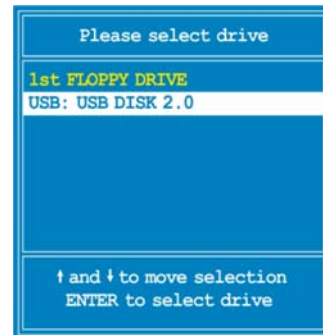 Please select drive
1st FLOPPY DRIVE
USB: USB DISK 2.0
↑ and ↓ to move selection
ENTER to select drive